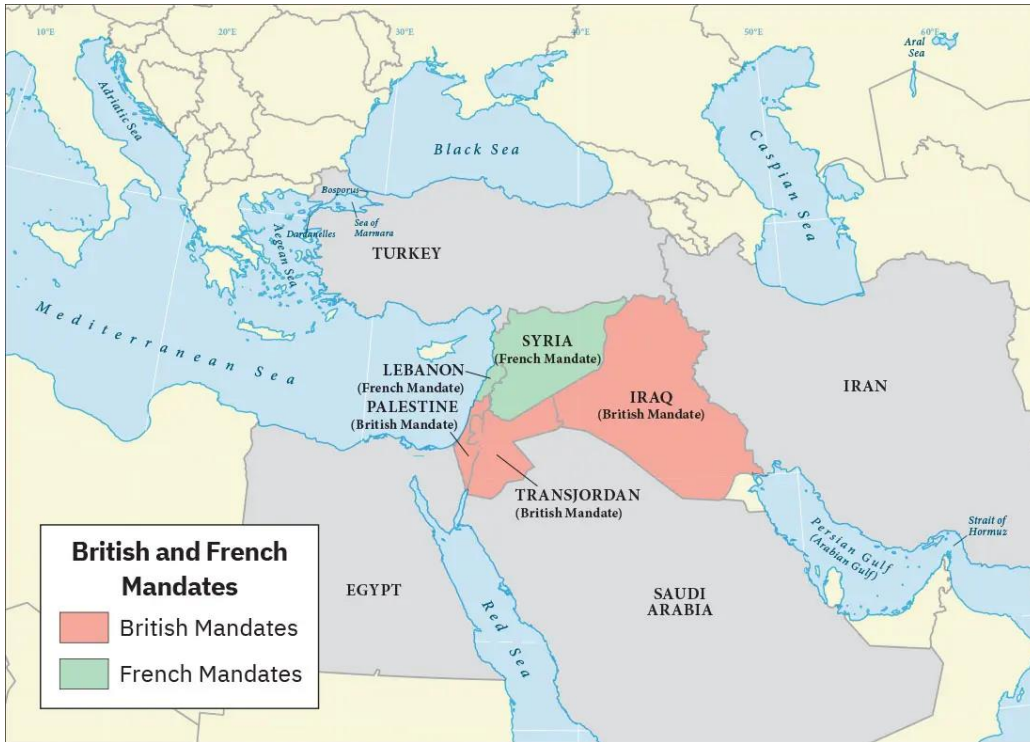 10°E
20°E
30°E
40°E
50°E
60°E
Aral
Sea
Adriatic Sea
Black Sea
Caspian Sea
Bosporus
Dardanelles
Sea of
Marmara
Aegean Sea
TURKEY
Mediterranean Sea
SYRIA
(French Mandate)
LEBANON
(French Mandate)
PALESTINE
(British Mandate)
IRAQ
(British Mandate)
IRAN
TRANSJORDAN
(British Mandate)
Strait of
Hormuz
Persian Gulf
(Arabian Gulf)
EGYPT
Red Sea
SAUDI
ARABIA
British and French
Mandates
British Mandates
French Mandates